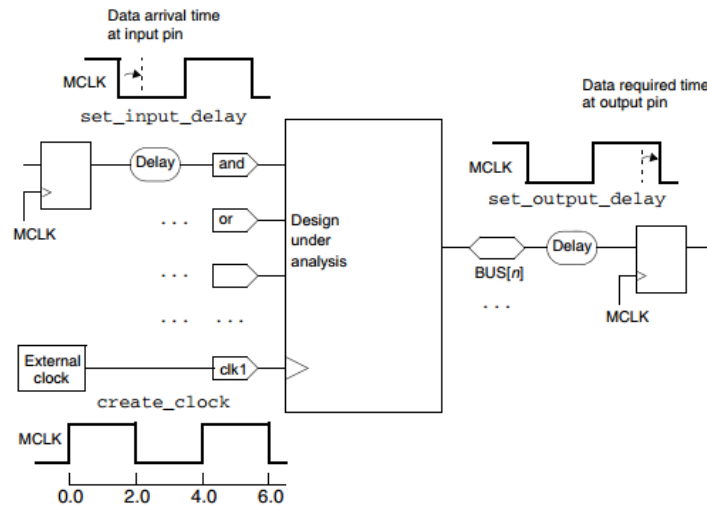 Data arrival time
at input pin
MCLK
set_input_delay
Data required time
at output pin
MCLK
set_output_delay
Delay
and
MCLK
. . .
or
Design
under
analysis
. . .
. . .
. . .
BUS[n]
Delay
. . .
MCLK
External
clock
clk1
create_clock
MCLK
0.0
2.0
4.0
6.0